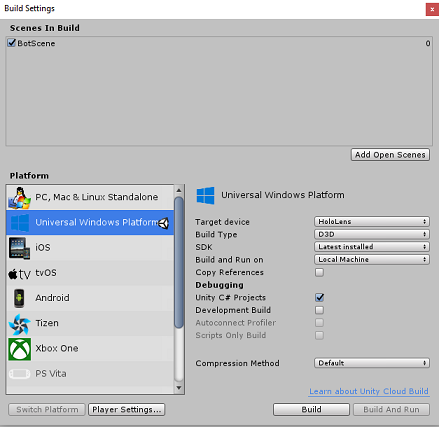 Build Settings
x
Scenes In Build
BotScene 0
Add Open Scenes
Platform
PC, Mac & Linux Standalone
Universal Windows Platform
iOS
tv tvOS
Android
Tizen
Xbox One
PS Vita
Switch Platform
Player Settings...
Universal Windows Platform
Target device HoloLens
Build Type D3D
SDK Latest installed
Build and Run on Local Machine
Copy References
Debugging
Unity C# Projects
Development Build
Autoconnect Profiler
Scripts Only Build
Compression Method Default
Learn about Unity Cloud Build
Build
Build And Run